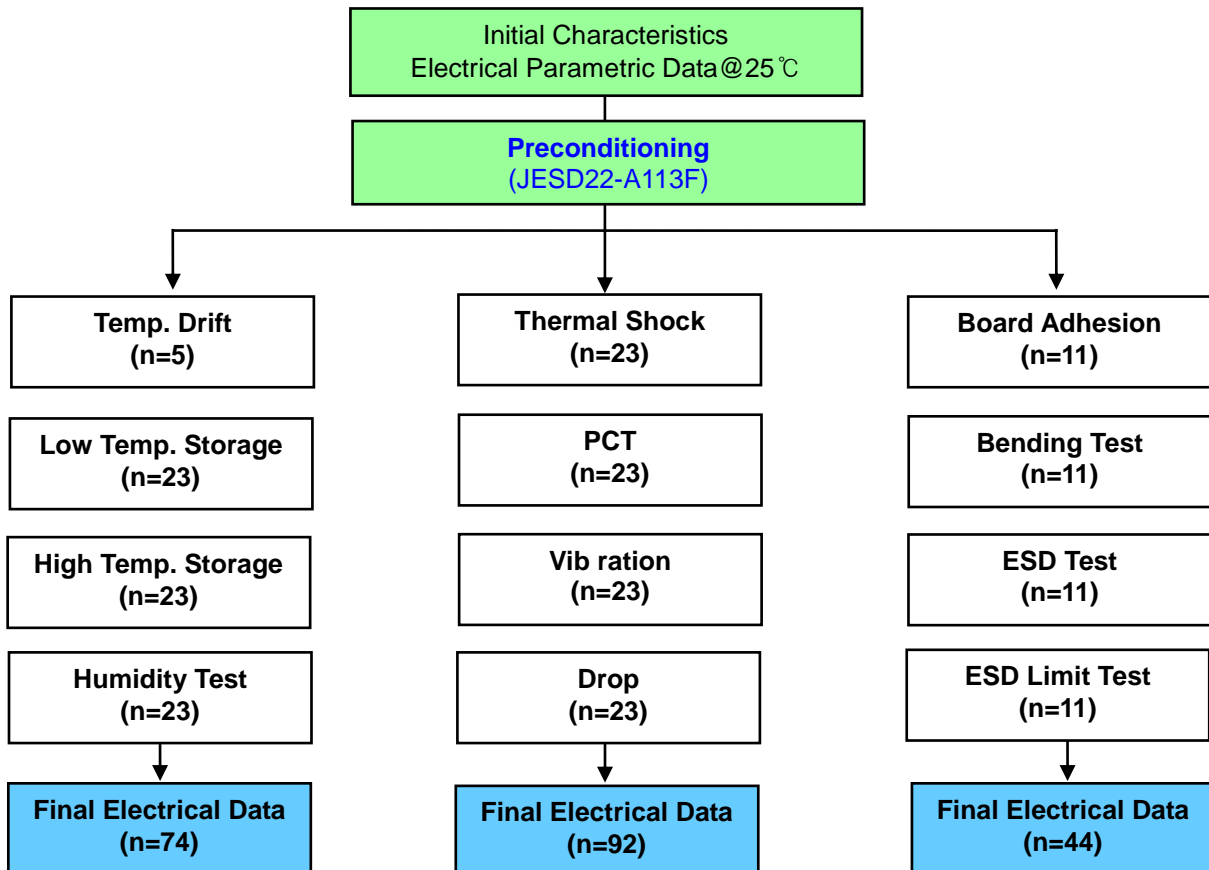 Initial Characteristics
Electrical Parametric Data@25℃
Preconditioning
(JESD22-A113F)
Temp. Drift
(n=5)
Thermal Shock
(n=23)
Board Adhesion
(n=11)
Low Temp. Storage
(n=23)
PCT
(n=23)
Bending Test
(n=11)
High Temp. Storage
(n=23)
Vib ration
(n=23)
ESD Test
(n=11)
Humidity Test
(n=23)
Drop
(n=23)
ESD Limit Test
(n=11)
Final Electrical Data
(n=74)
Final Electrical Data
(n=92)
Final Electrical Data
(n=44)